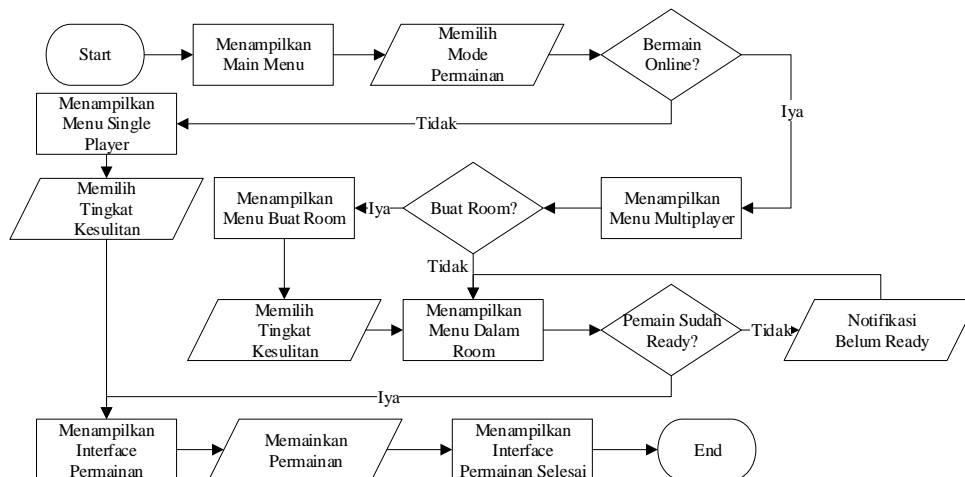 Start
Menampilkan
Main Menu
Memilih
Mode
Permainan
Bermain
Online?
Iya
Tidak
Menampilkan
Menu Single
Player
Memilih
Tingkat
Kesulitan
Menampilkan
Menu Multiplayer
Buat Room?
Iya
Menampilkan
Menu Buat Room
Tidak
Memilih
Tingkat
Kesulitan
Menampilkan
Menu Dalam
Room
Pemain Sudah
Ready?
Tidak
Notifikasi
Belum Ready
Iya
Menampilkan
Interface
Permainan
Memainkan
Permainan
Menampilkan
Interface
Permainan Selesai
End